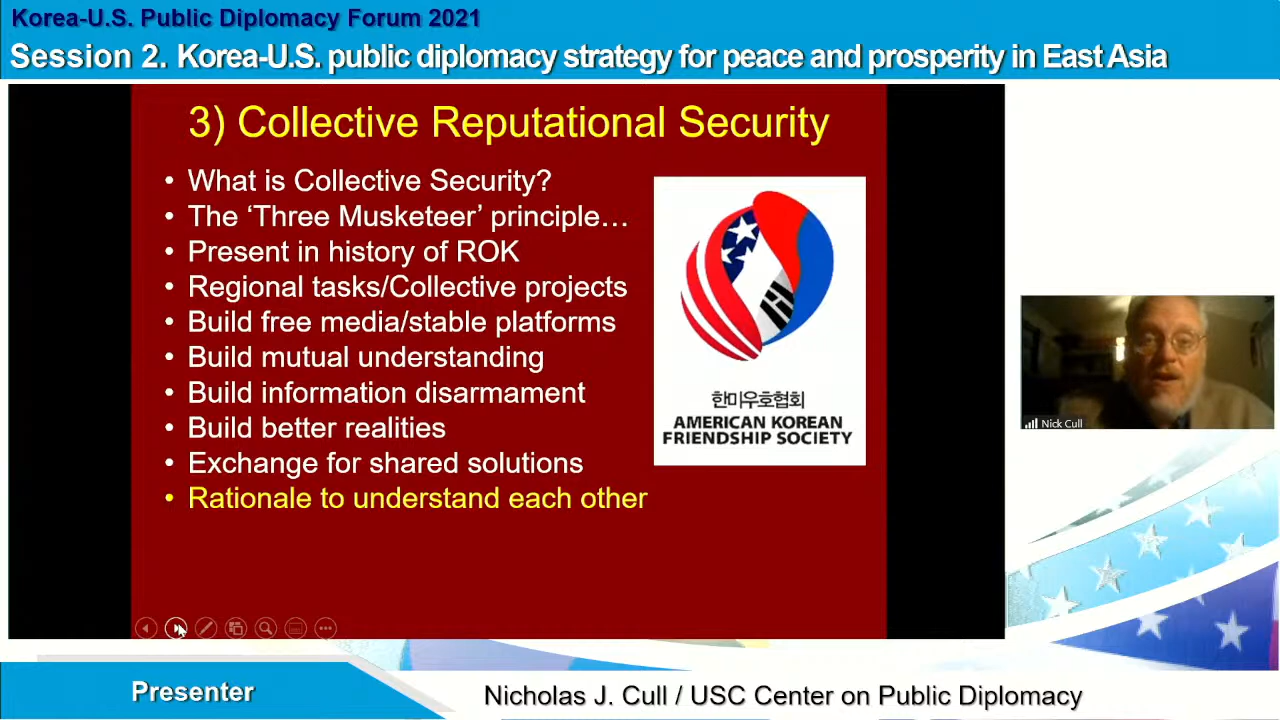 Korea-U.S. Public Diplomacy Forum 2021
Session 2. Korea-U.S. public diplomacy strategy for peace and prosperity in East Asia
3) Collective Reputational Security
• What is Collective Security?
• The ‘Three Musketeer’ principle…
• Present in history of ROK
• Regional tasks/Collective projects
• Build free media/stable platforms
• Build mutual understanding
• Build information disarmament
• Build better realities
• Exchange for shared solutions
• Rationale to understand each other
한미우호협회
AMERICAN KOREAN
FRIENDSHIP SOCIETY
Nick Cull
Presenter
Nicholas J. Cull / USC Center on Public Diplomacy